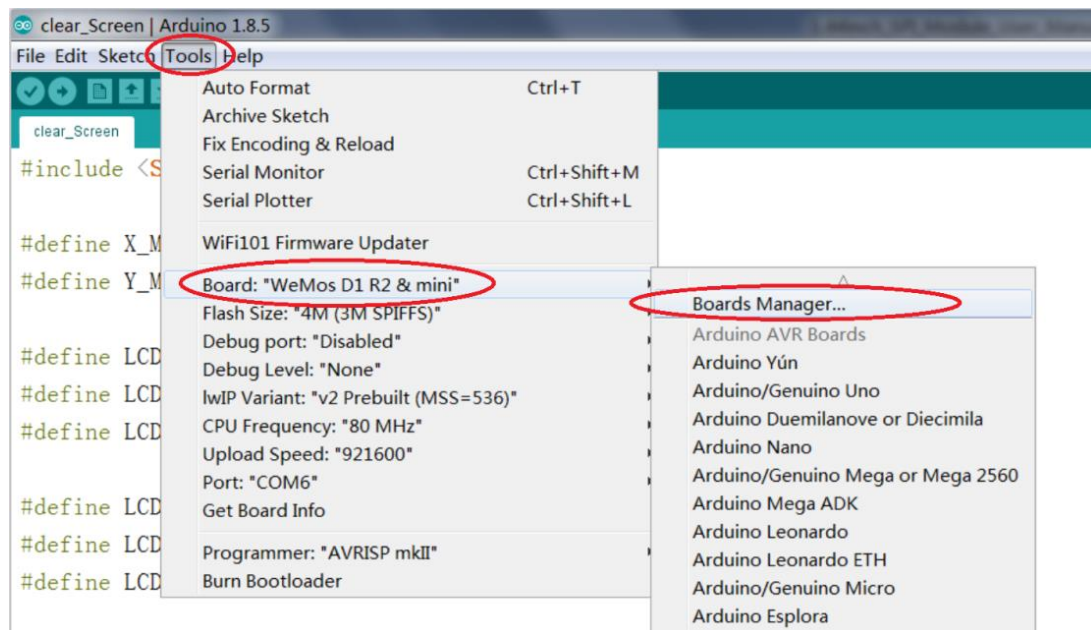 clear_Screen | Arduino 1.8.5
File Edit Sketch Tools Help
clear_Screen
#include <S
#define X_M
#define Y_M
#define LCD
#define LCD
#define LCD
#define LCD
#define LCD
#define LCD
Auto Format Ctrl+T
Archive Sketch
Fix Encoding & Reload
Serial Monitor Ctrl+Shift+M
Serial Plotter Ctrl+Shift+L
WiFi101 Firmware Updater
Board: "WeMos D1 R2 & mini"
Flash Size: "4M (3M SPIFFS)"
Debug port: "Disabled"
Debug Level: "None"
lwIP Variant: "v2 Prebuilt (MSS=536)"
CPU Frequency: "80 MHz"
Upload Speed: "921600"
Port: "COM6"
Get Board Info
Programmer: "AVRISP mkII"
Burn Bootloader
Boards Manager...
Arduino AVR Boards
Arduino Yún
Arduino/Genuino Uno
Arduino Duemilanove or Diecimila
Arduino Nano
Arduino/Genuino Mega or Mega 2560
Arduino Mega ADK
Arduino Leonardo
Arduino Leonardo ETH
Arduino/Genuino Micro
Arduino Esplora